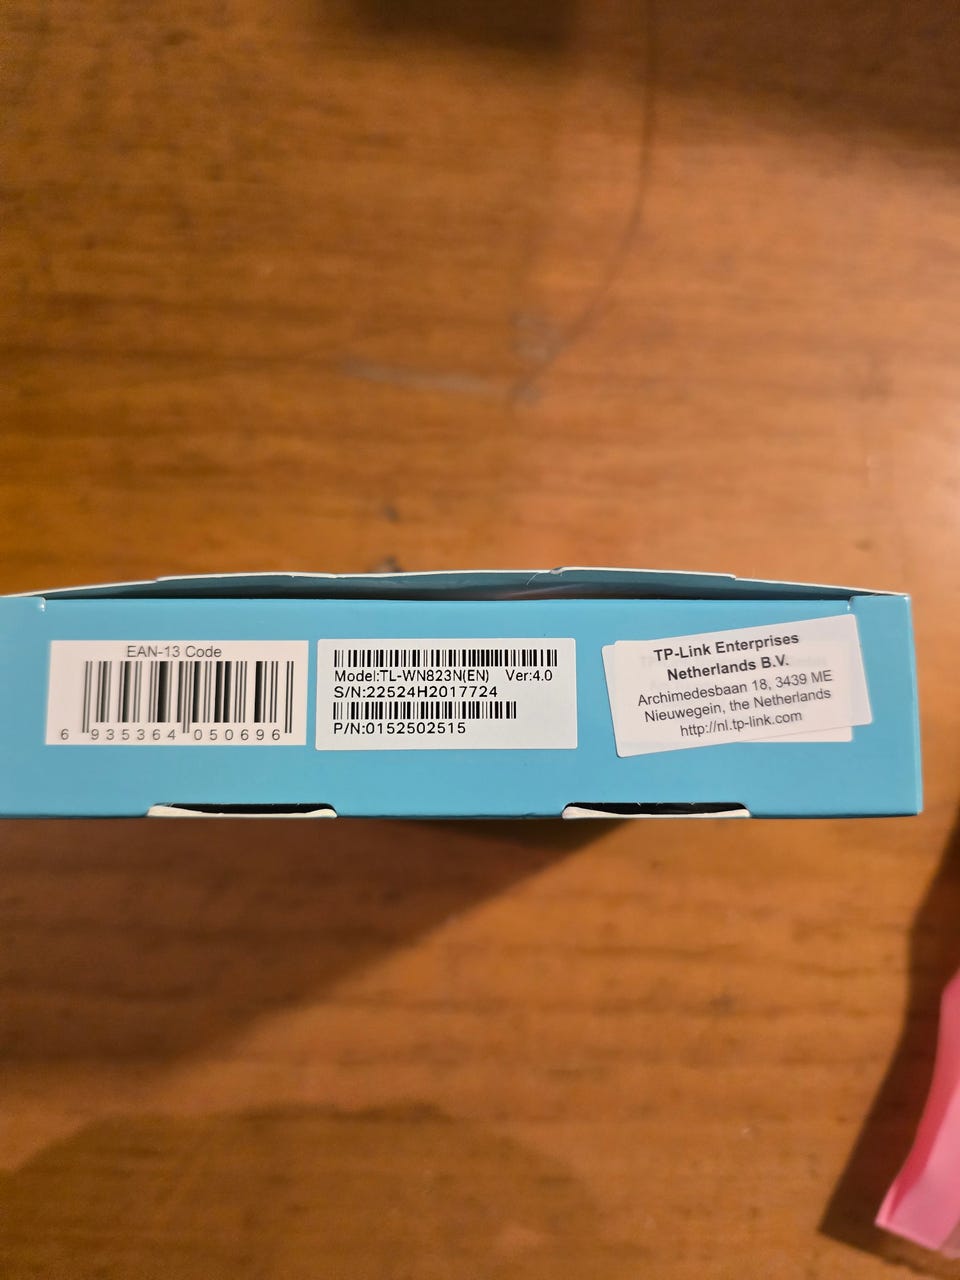 EAN-13 Code
6 935364 050696
Model:TL-WN823N(EN) Ver:4.0
S/N:22524H2017724
P/N:0152502515
TP-Link Enterprises
Netherlands B.V.
Archimedesbaan 18, 3439 ME
Nieuwegein, the Netherlands
http://nl.tp-link.com